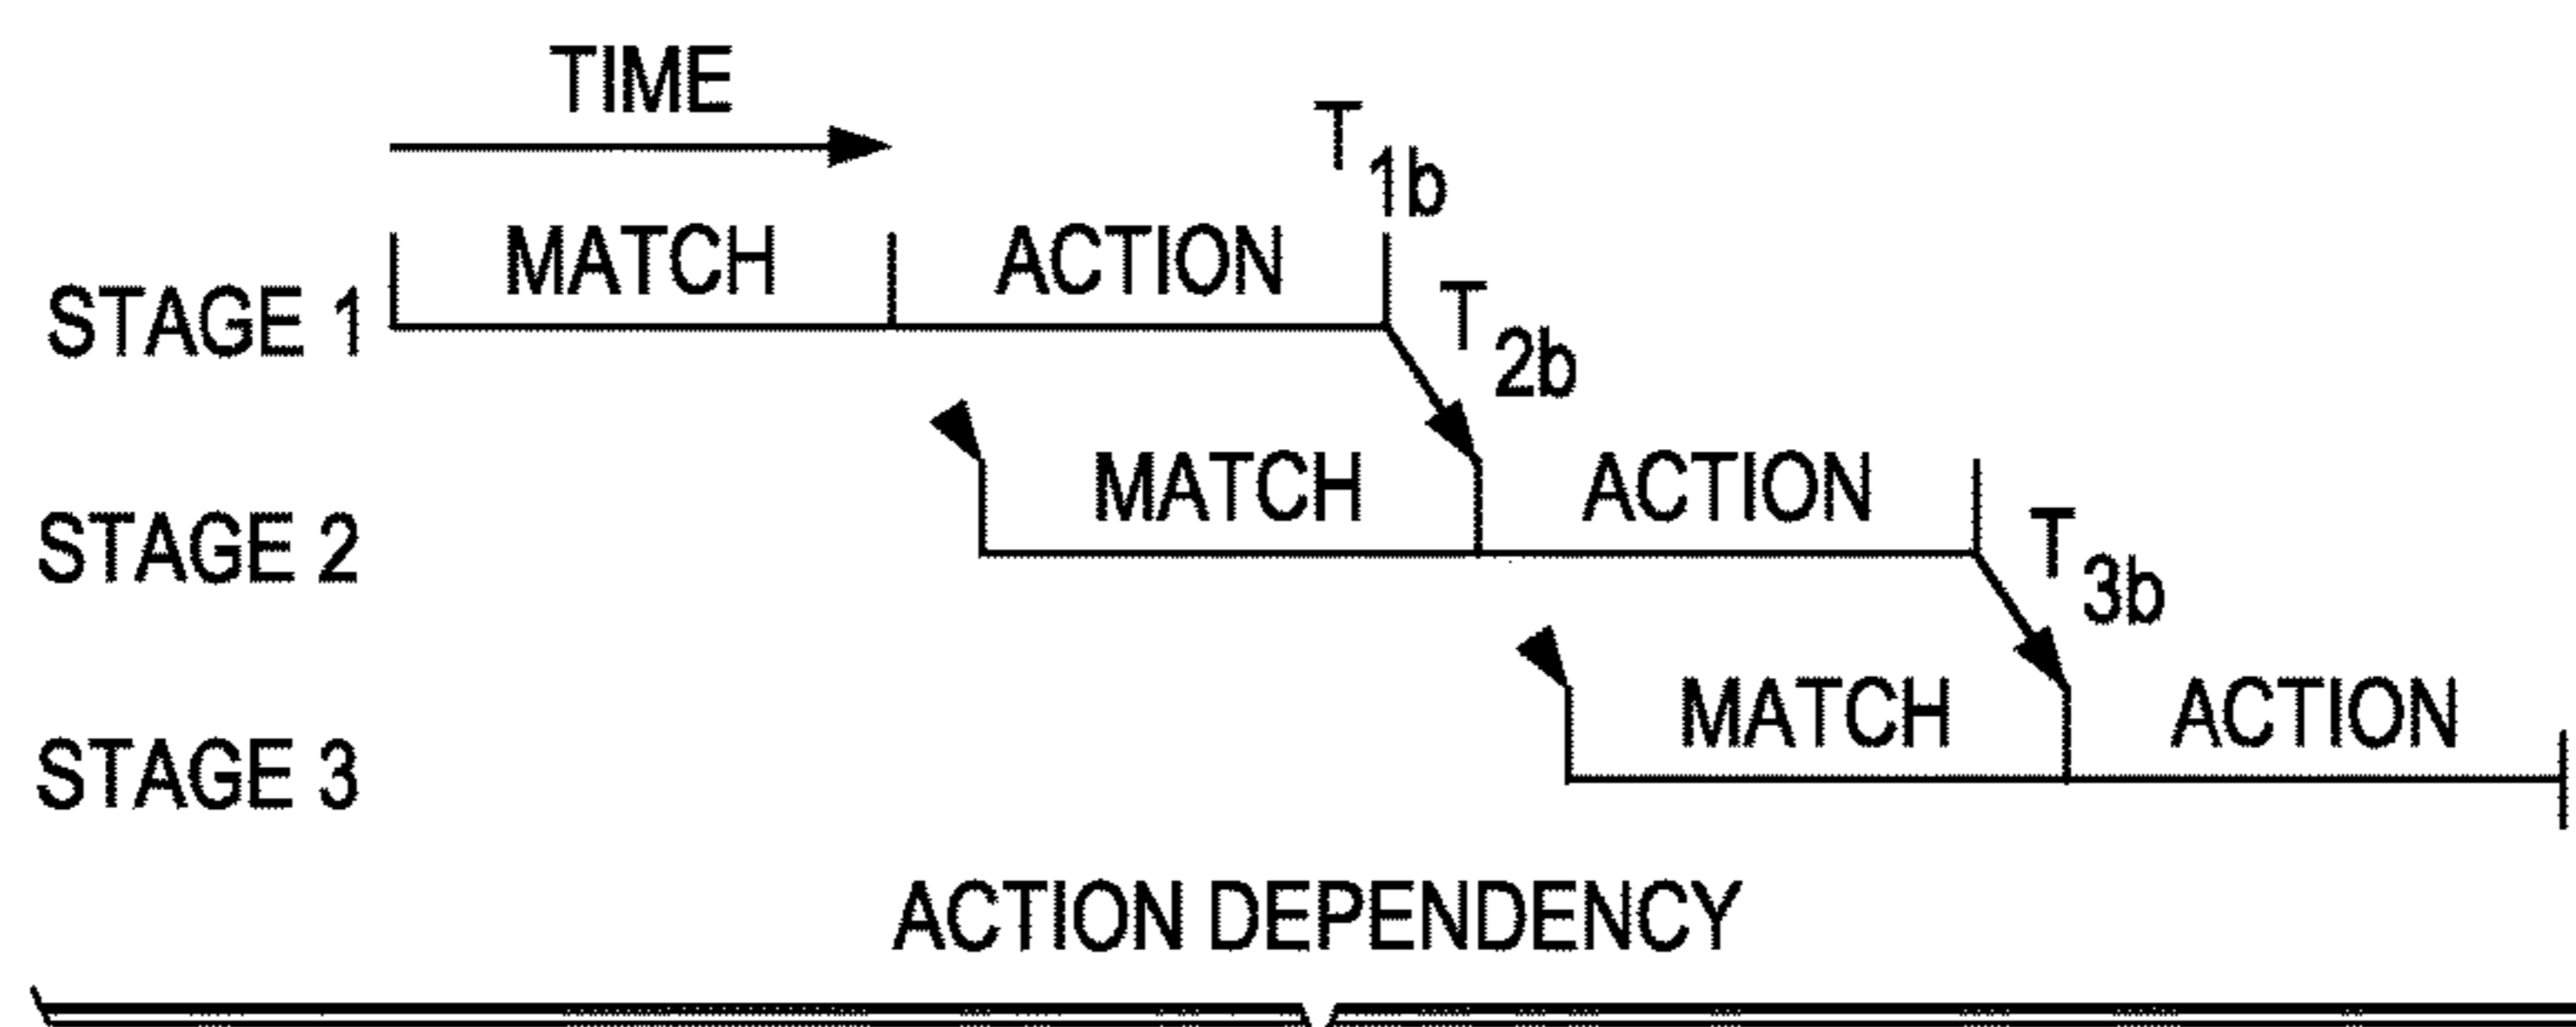 TIME
T1b
MATCH ACTION
STAGE 1
T2b
MATCH ACTION
STAGE 2
T3b
MATCH ACTION
STAGE 3
ACTION DEPENDENCY